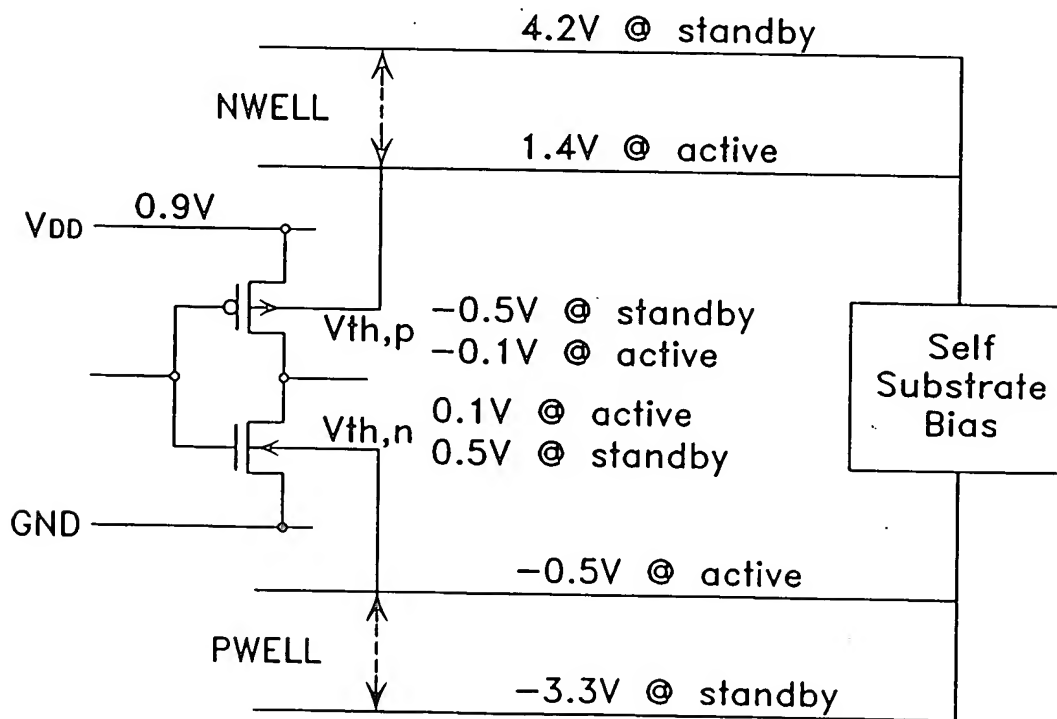 4.2V @ standby
NWELL
1.4V @ active
VDD
0.9V
Vth,p
-0.5V @ standby
-0.1V @ active
Self
Substrate
Bias
Vth,n
0.1V @ active
0.5V @ standby
GND
-0.5V @ active
PWELL
-3.3V @ standby